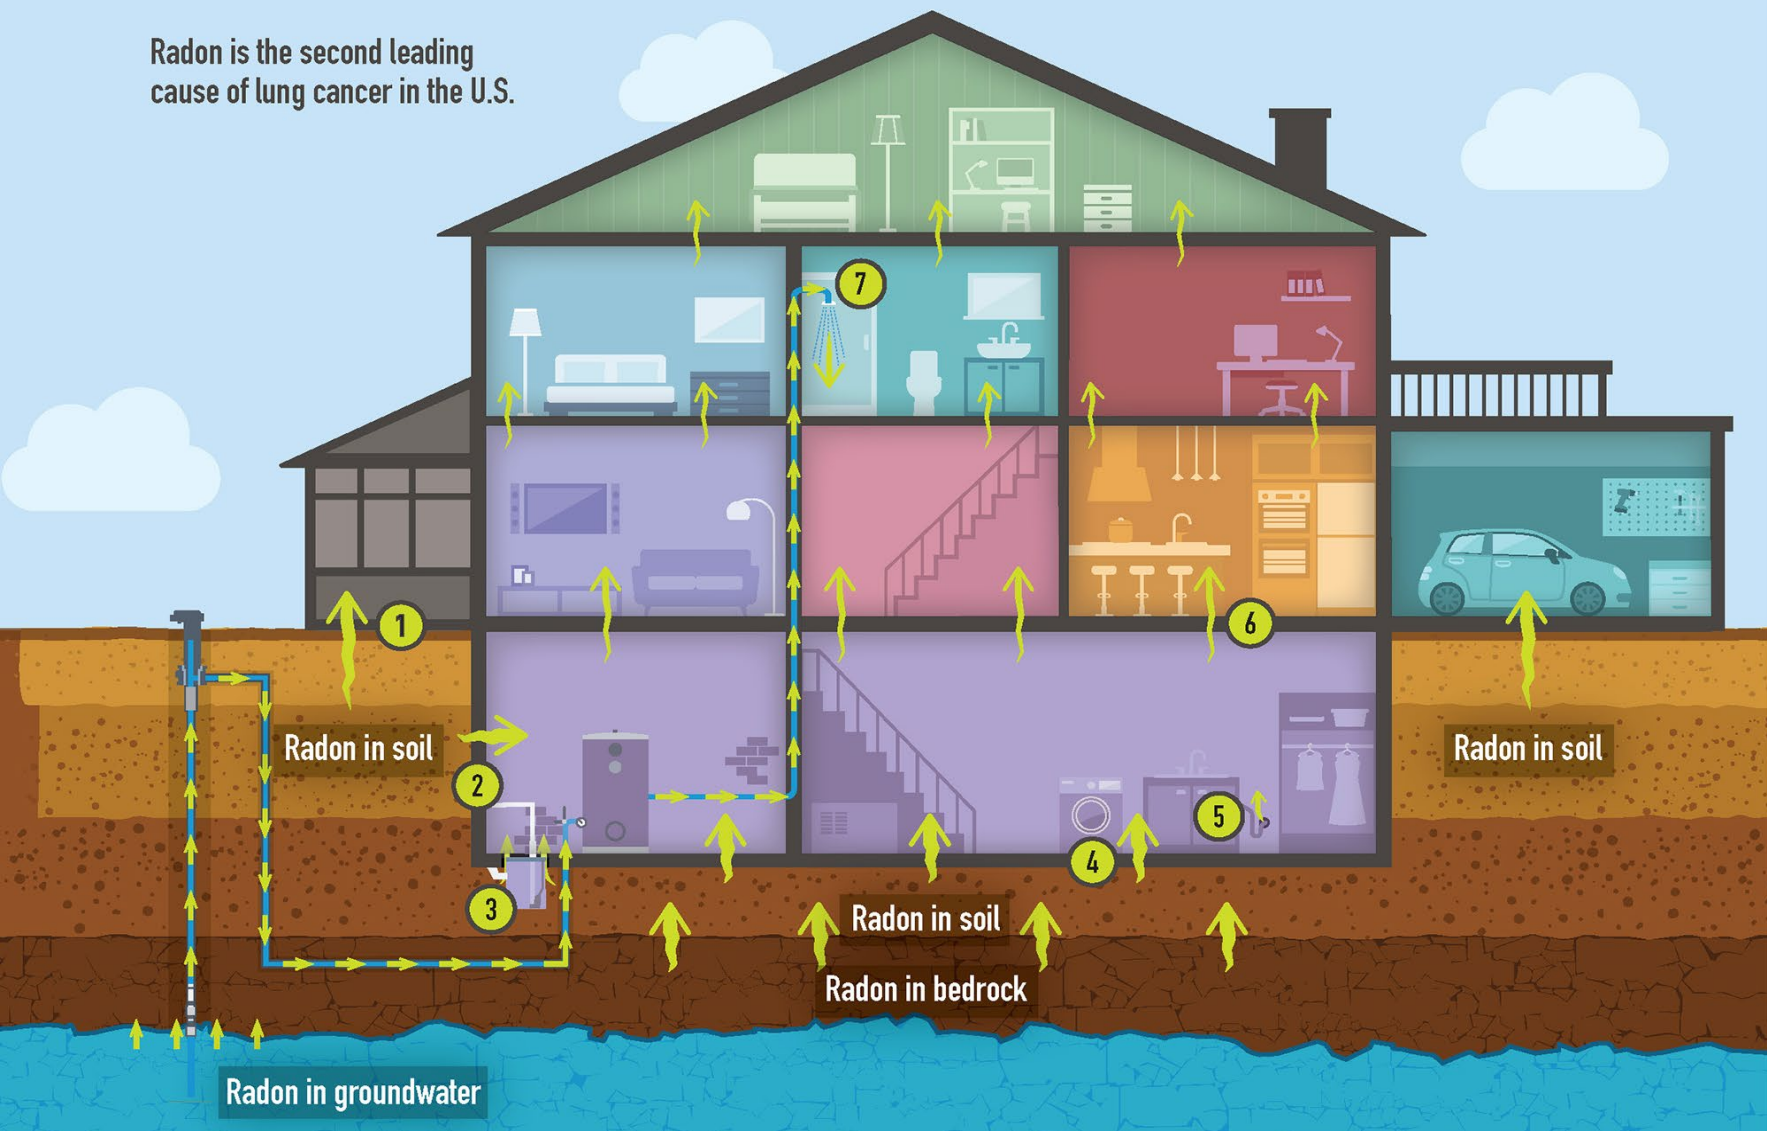 Radon is the second leading
cause of lung cancer in the U.S.
7
1
6
Radon in soil
Radon in soil
2
5
4
3
Radon in soil
Radon in bedrock
Radon in groundwater